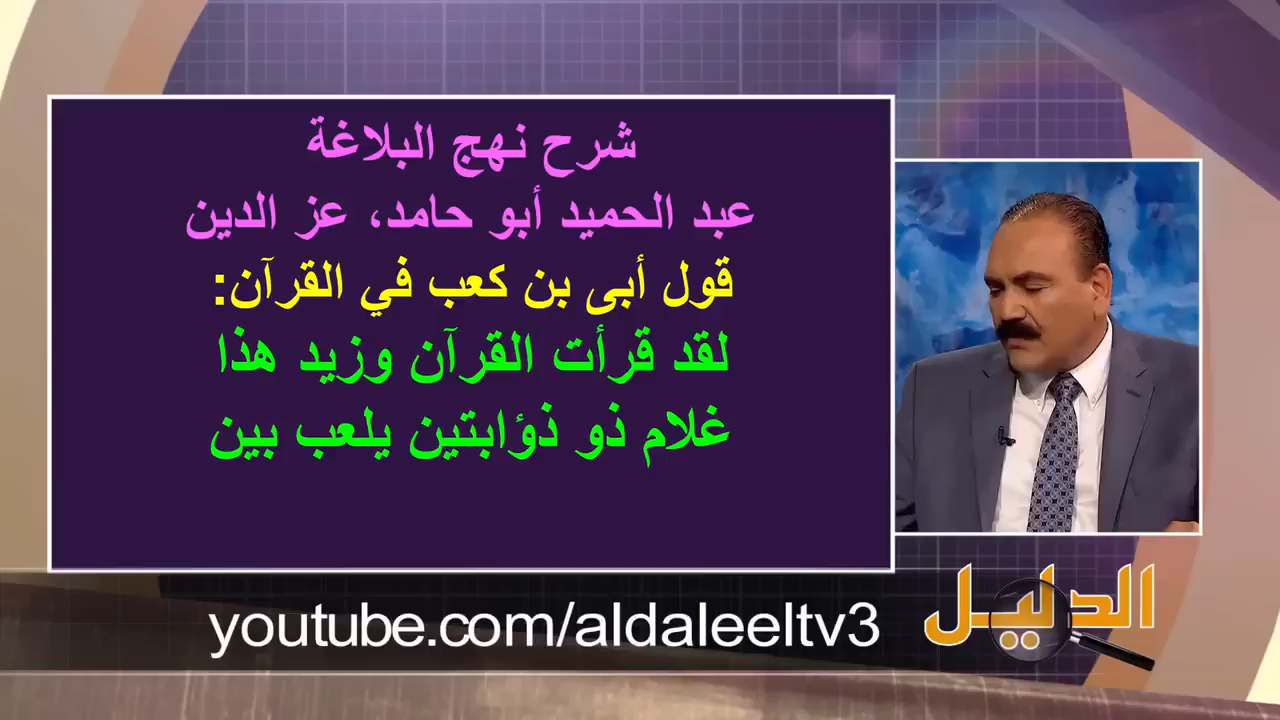 شرح نهج البلاغة
عبد الحميد أبو حامد، عز الدين
قول أبى بن كعب في القرآن:
لقد قرأت القرآن وزيد هذا
غلام ذو ذؤابتين يلعب بين
youtube.com/aldaleeltv3
الدليل